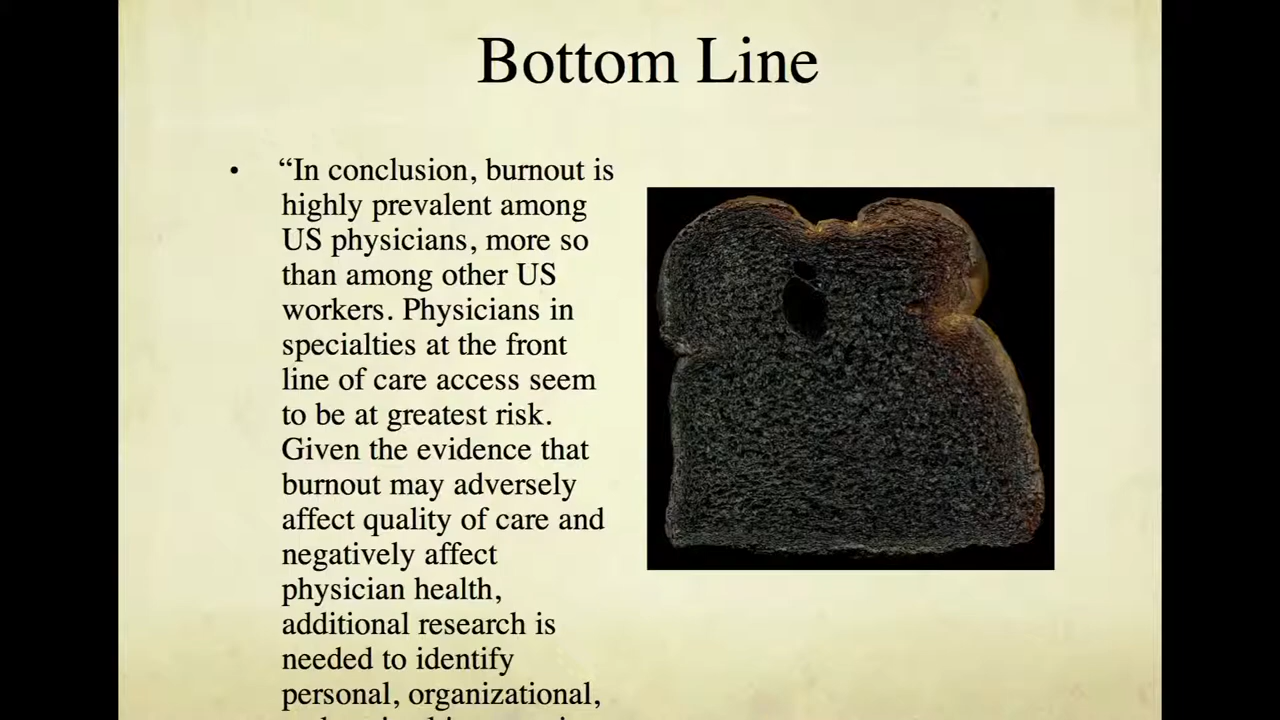 Bottom Line
• “In conclusion, burnout is
highly prevalent among
US physicians, more so
than among other US
workers. Physicians in
specialties at the front
line of care access seem
to be at greatest risk.
Given the evidence that
burnout may adversely
affect quality of care and
negatively affect
physician health,
additional research is
needed to identify
personal, organizational,